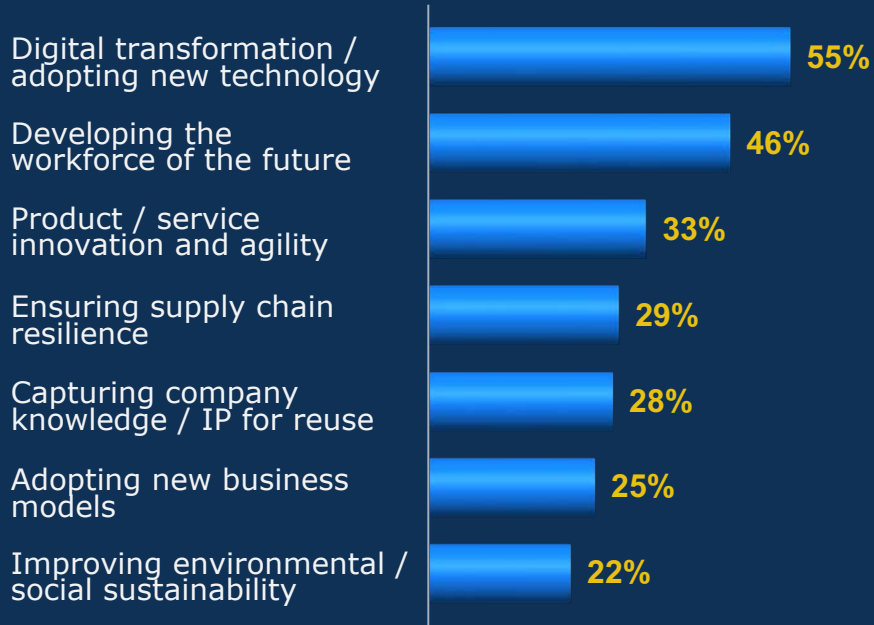 Digital transformation /
adopting new technology
55%
Developing the
workforce of the future
46%
Product / service
innovation and agility
33%
Ensuring supply chain
resilience
29%
Capturing company
knowledge / IP for reuse
28%
Adopting new business
models
25%
Improving environmental /
social sustainability
22%